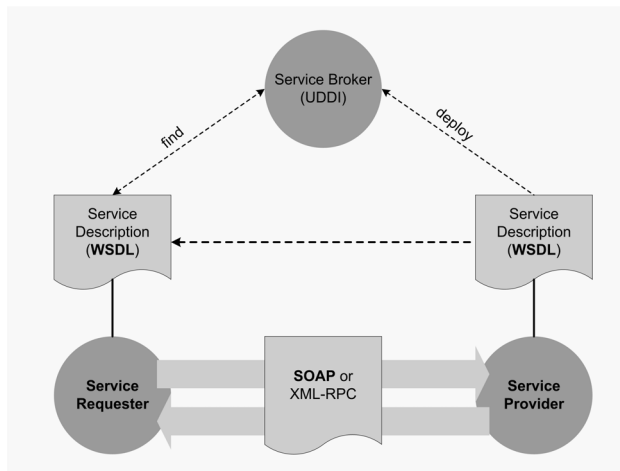 Service Broker
(UDDI)
find
deploy
Service
Description
(WSDL)
Service
Description
(WSDL)
SOAP or
XML-RPC
Service
Requester
Service
Provider